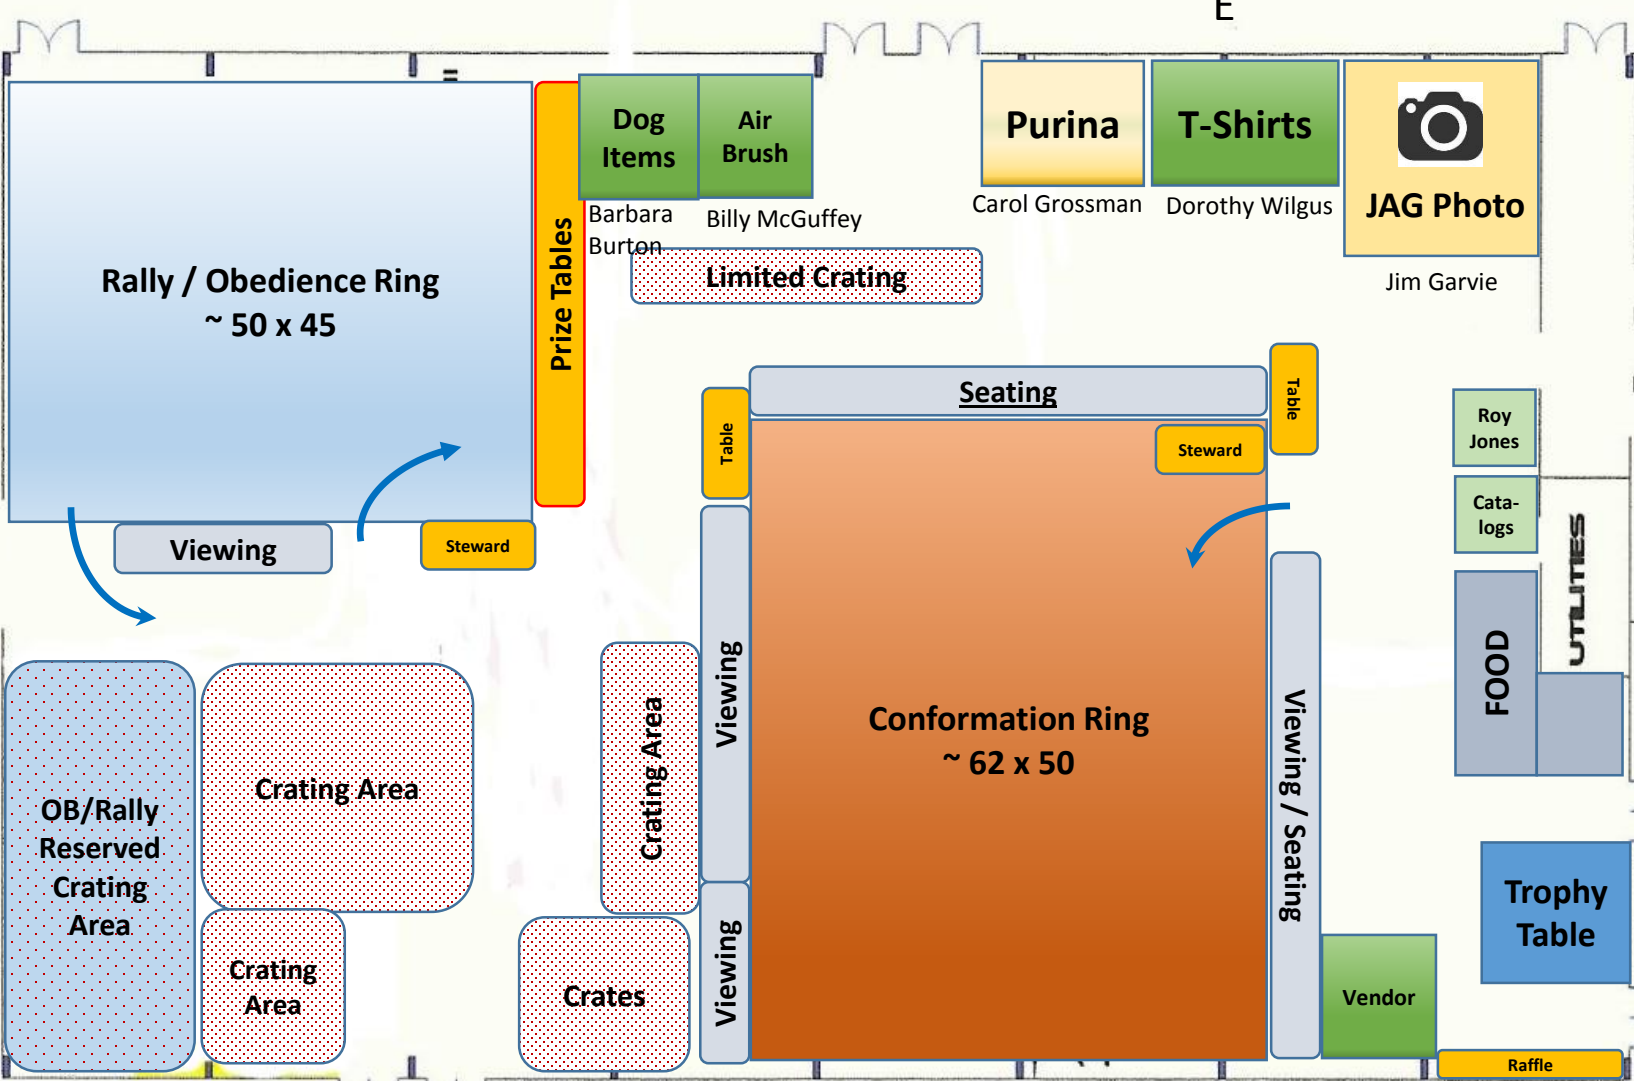 E
Dog
Items
Air
Brush
Purina
T-Shirts
JAG Photo
Barbara
Burton
Billy McGuffey
Carol Grossman
Dorothy Wilgus
Jim Garvie
Rally / Obedience Ring
~ 50 x 45
Prize Tables
Limited Crating
Seating
Table
Table
Steward
Roy
Jones
Cata-
logs
Viewing
Steward
UTILITIES
FOOD
Viewing
Crating Area
Conformation Ring
~ 62 x 50
Viewing / Seating
Crating Area
OB/Rally
Reserved
Crating
Area
Trophy
Table
Crating
Area
Crates
Viewing
Vendor
Raffle